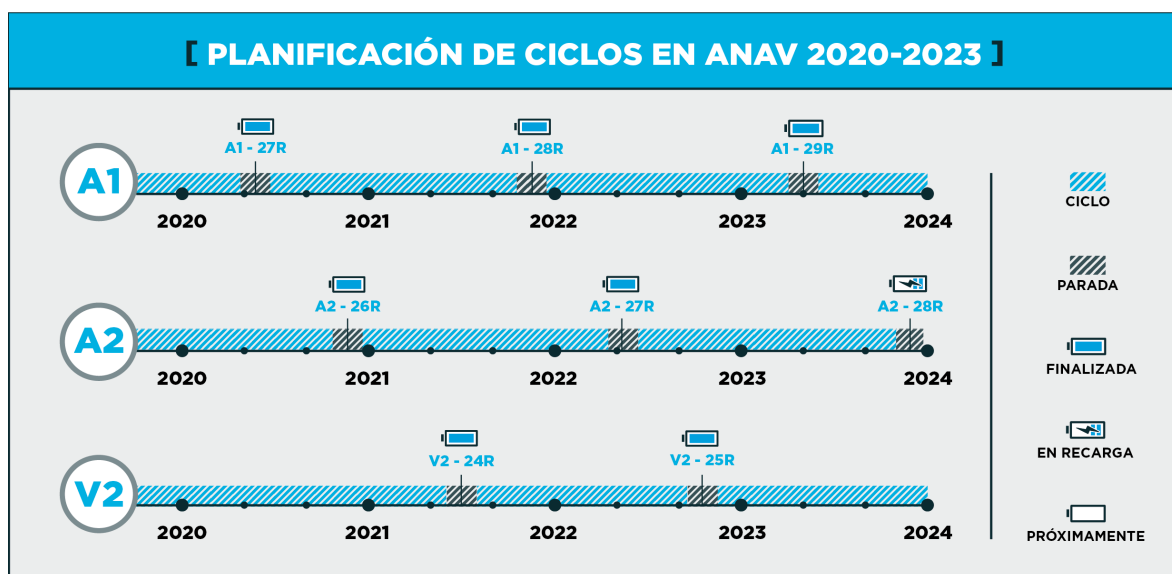 [ PLANIFICACIÓN DE CICLOS EN ANAV 2020-2023 ]
A1 - 27R A1 - 28R A1 - 29R
A1
2020 2021 2022 2023 2024
A2 - 26R A2 - 27R A2 - 28R
A2
2020 2021 2022 2023 2024
V2 - 24R V2 - 25R
V2
2020 2021 2022 2023 2024
CICLO
PARADA
FINALIZADA
EN RECARGA
PRÓXIMAMENTE